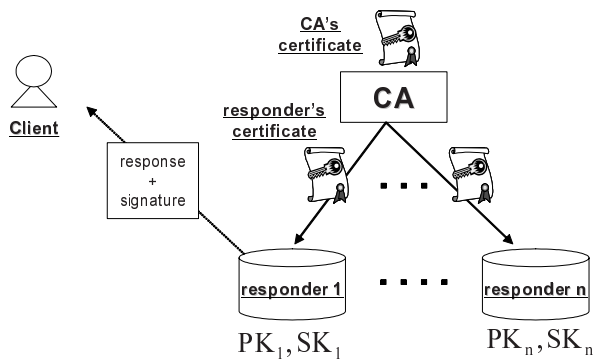 CA's
certificate
CA
responder's
certificate
Client
response
+
signature
responder 1
responder n
PK₁,SK₁
PKₙ,SKₙ